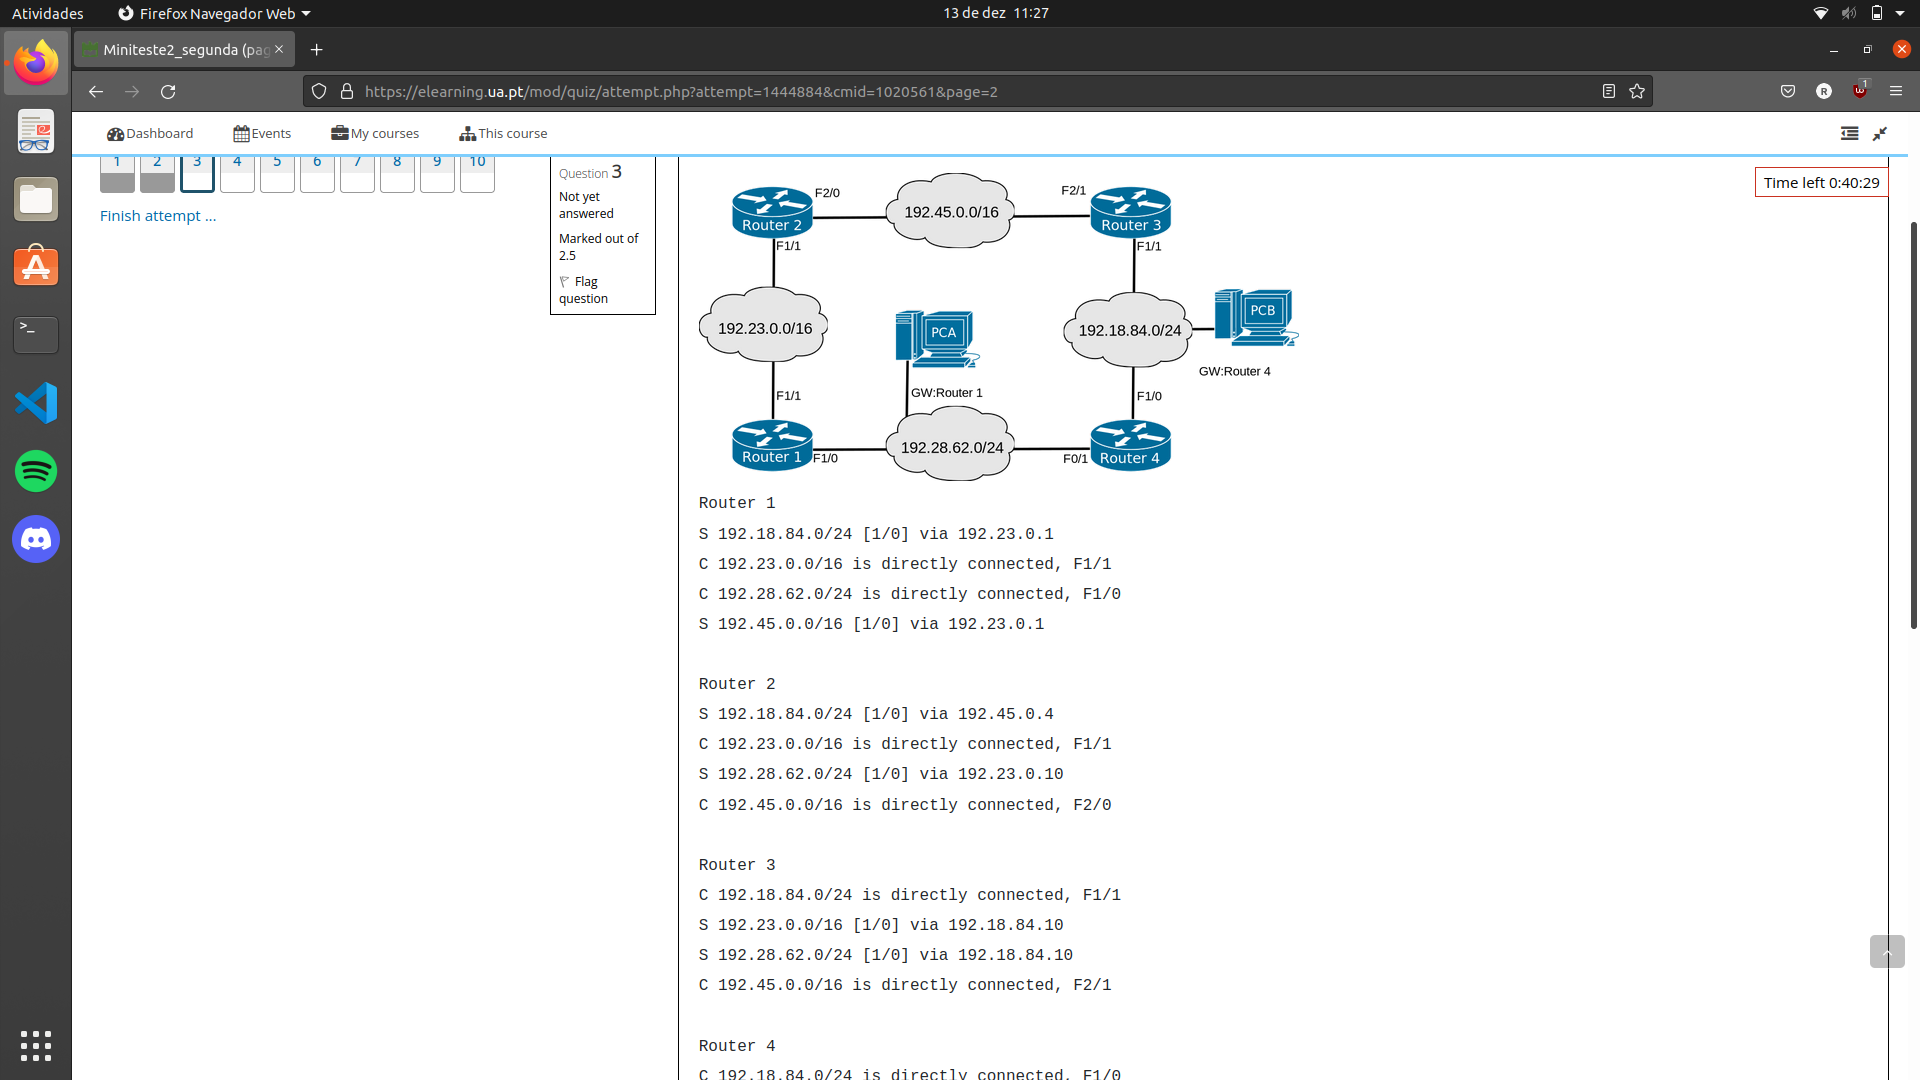 Atividades
Firefox Navegador Web
13 de dez 11:27
Miniteste2_segunda (pag
https://elearning.ua.pt/mod/quiz/attempt.php?attempt=1444884&cmid=1020561&page=2
R
1
Dashboard
Events
My courses
This course
1 2 3 4 5 6 7 8 9 10
Finish attempt ...
Question 3
Not yet answered
Marked out of 2.5
Flag question
Time left 0:40:29
F2/0
192.45.0.0/16
F2/1
Router 2
Router 3
F1/1
F1/1
192.23.0.0/16
PCA
192.18.84.0/24
PCB
GW:Router 4
F1/1
GW:Router 1
F1/0
192.28.62.0/24
Router 1
F1/0
F0/1
Router 4
Router 1
S 192.18.84.0/24 [1/0] via 192.23.0.1
C 192.23.0.0/16 is directly connected, F1/1
C 192.28.62.0/24 is directly connected, F1/0
S 192.45.0.0/16 [1/0] via 192.23.0.1
Router 2
S 192.18.84.0/24 [1/0] via 192.45.0.4
C 192.23.0.0/16 is directly connected, F1/1
S 192.28.62.0/24 [1/0] via 192.23.0.10
C 192.45.0.0/16 is directly connected, F2/0
Router 3
C 192.18.84.0/24 is directly connected, F1/1
S 192.23.0.0/16 [1/0] via 192.18.84.10
S 192.28.62.0/24 [1/0] via 192.18.84.10
C 192.45.0.0/16 is directly connected, F2/1
Router 4
C 192.18.84.0/24 is directly connected, F1/0